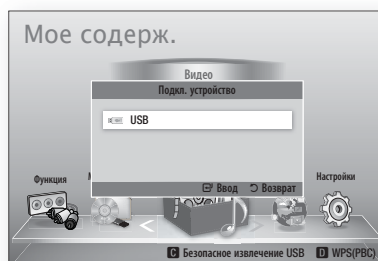 Мое содерж.
Видео
Подкл. устройство
USB
Ввод Возврат
Функция
М
Настройки
C Безопасное извлечение USB D WPS(PBC)